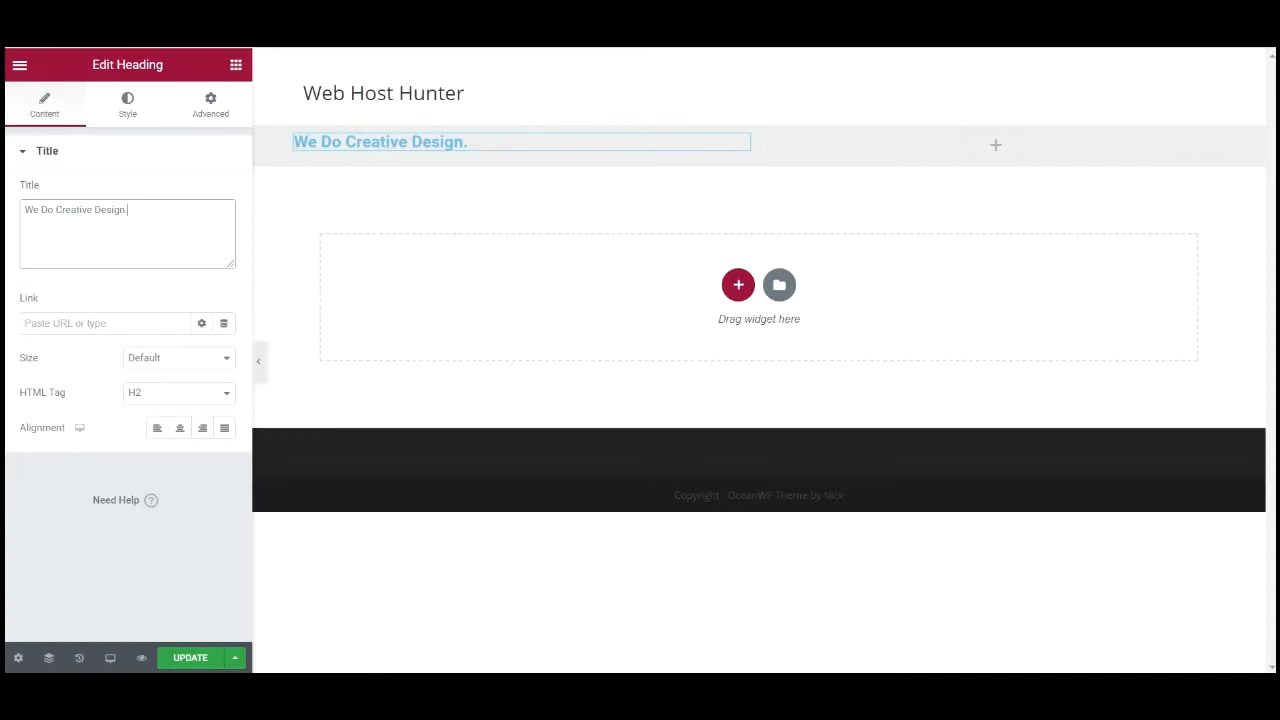 Edit Heading
Content
Style
Advanced
Title
Title
We Do Creative Design.
Link
Paste URL or type
Size
Default
HTML Tag
H2
Alignment
Need Help ?
UPDATE
Web Host Hunter
We Do Creative Design.
Drag widget here
Copyright OceanWP Theme by Nick